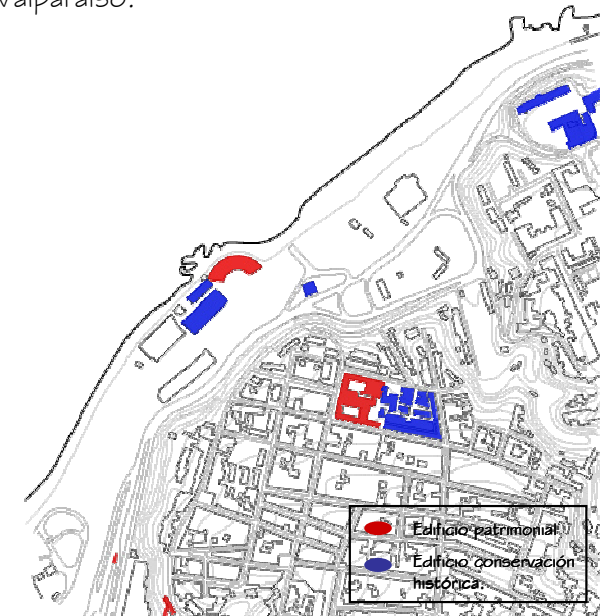 Valparaíso.
Edificio patrimonial
Edificio conservación
histórica.